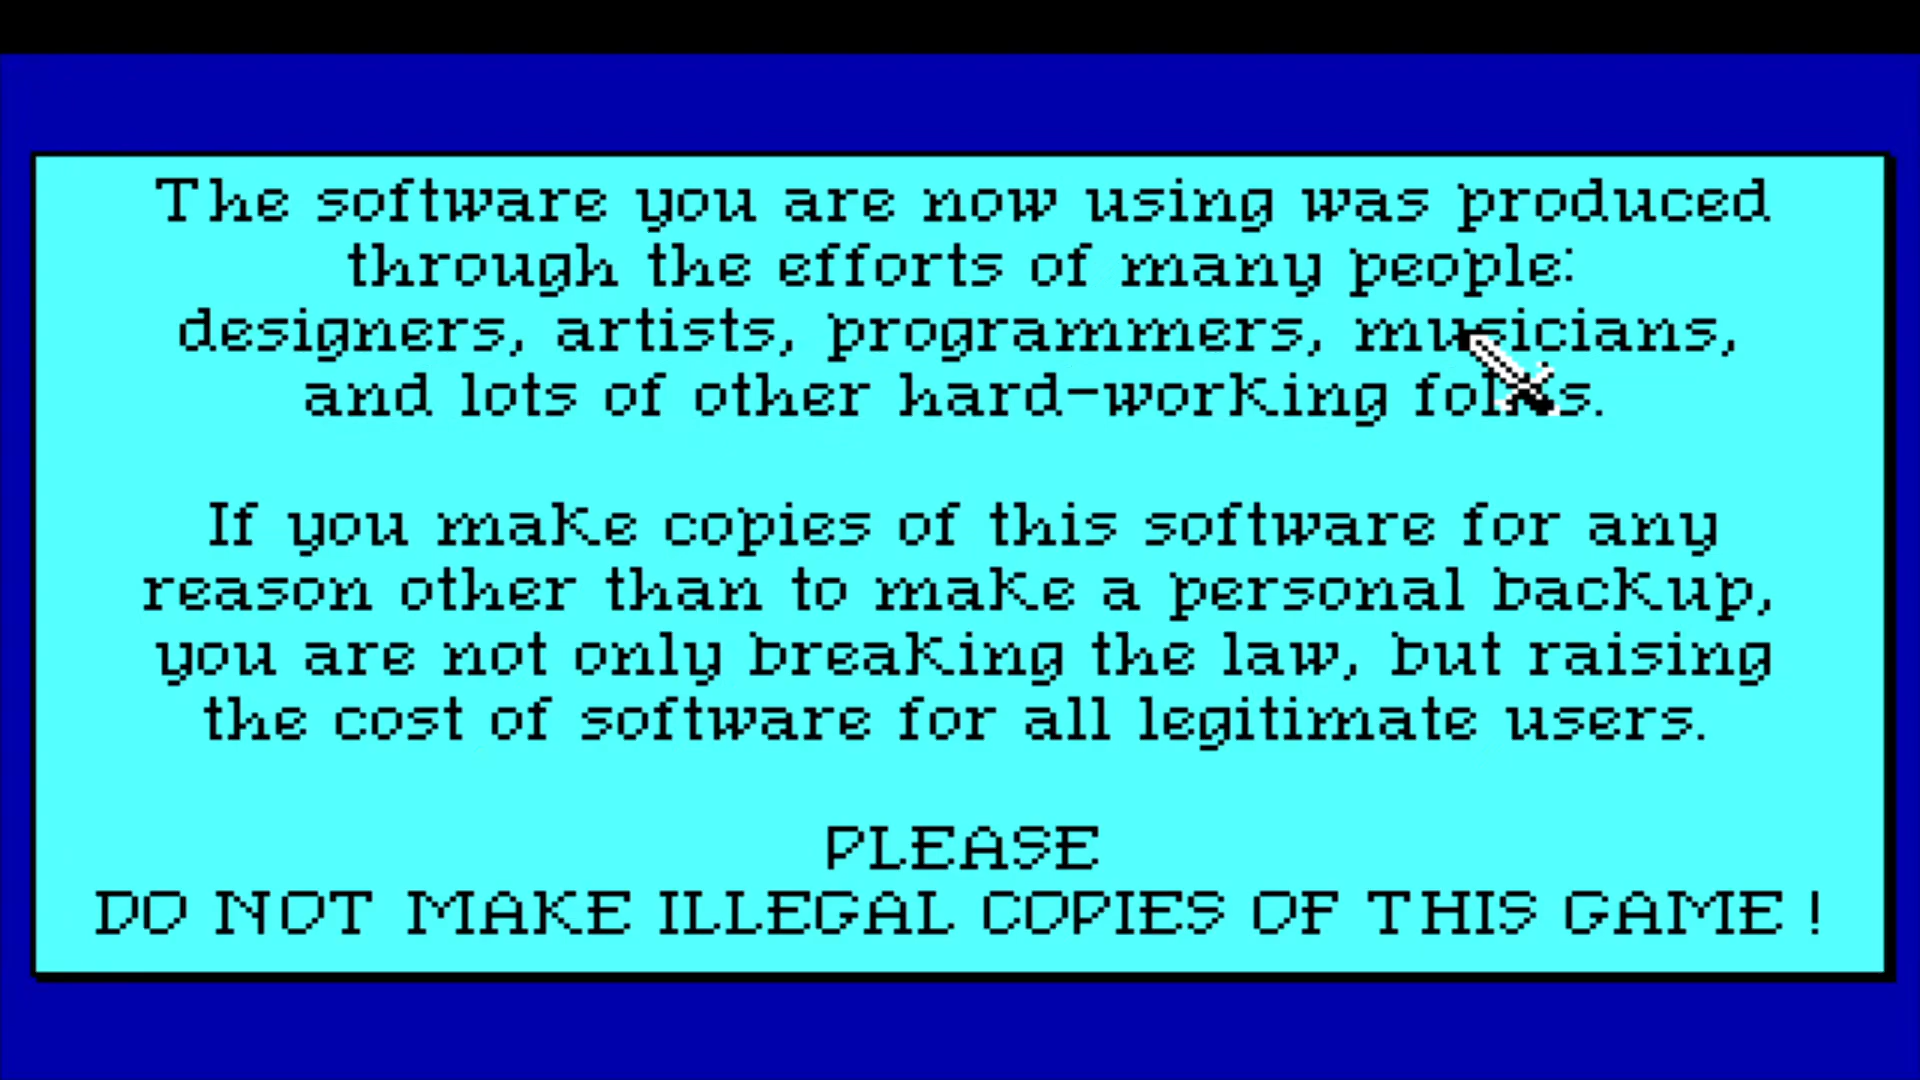 The software you are now using was produced
through the efforts of many people:
designers, artists, programmers, musicians,
and lots of other hard-working folks.
If you make copies of this software for any
reason other than to make a personal backup,
you are not only breaking the law, but raising
the cost of software for all legitimate users.
PLEASE
DO NOT MAKE ILLEGAL COPIES OF THIS GAME !